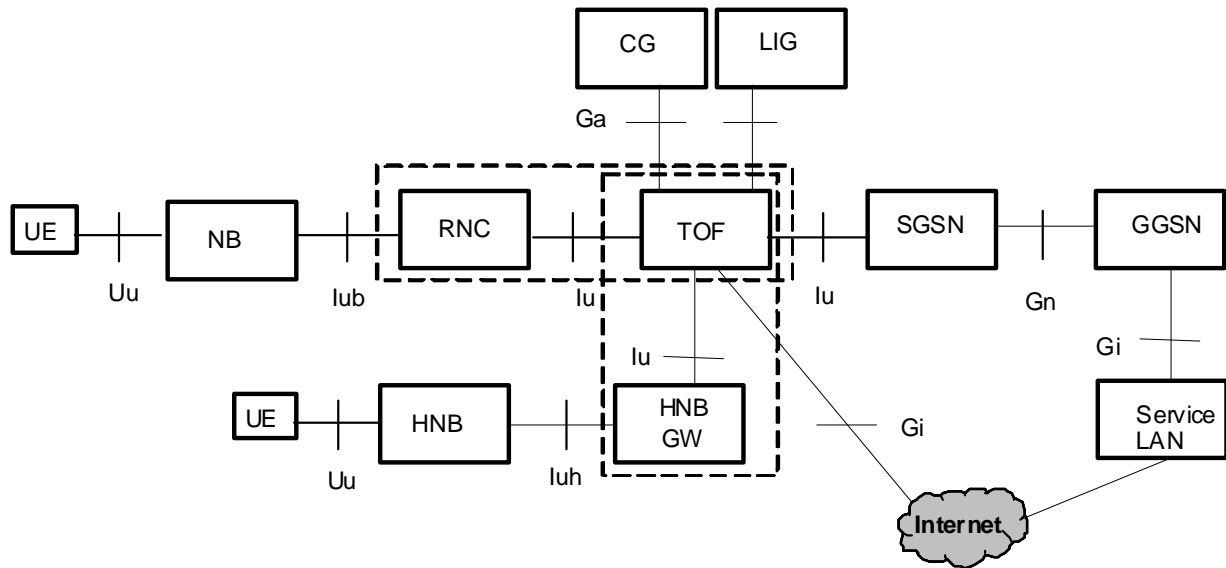 CG
LIG
Ga
RNC
TOF
SGSN
GGSN
UE
NB
Uu
Iub
Iu
Iu
Gn
Iu
Gi
UE
HNB
HNB
GW
Gi
Service
LAN
Uu
Iuh
Internet